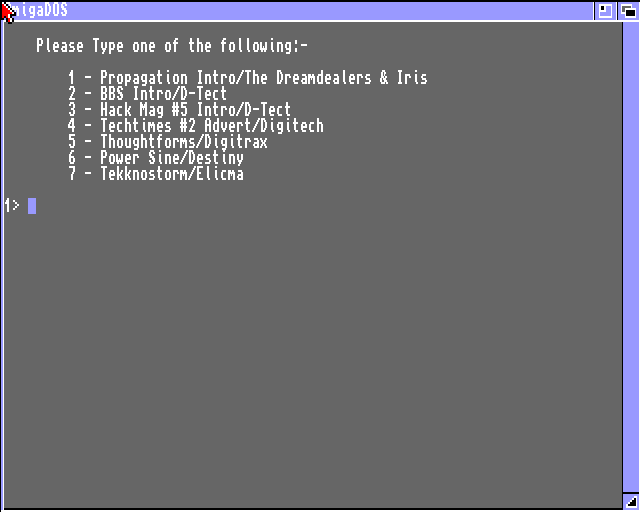 migaDOS
Please Type one of the following:-
1 - Propagation Intro/The Dreamdealers & Iris
2 - BBS Intro/D-Tect
3 - Hack Mag #5 Intro/D-Tect
4 - Techtimes #2 Advert/Digitech
5 - Thoughtforms/Digitrax
6 - Power Sine/Destiny
7 - Tekknostorm/Elicma
1>